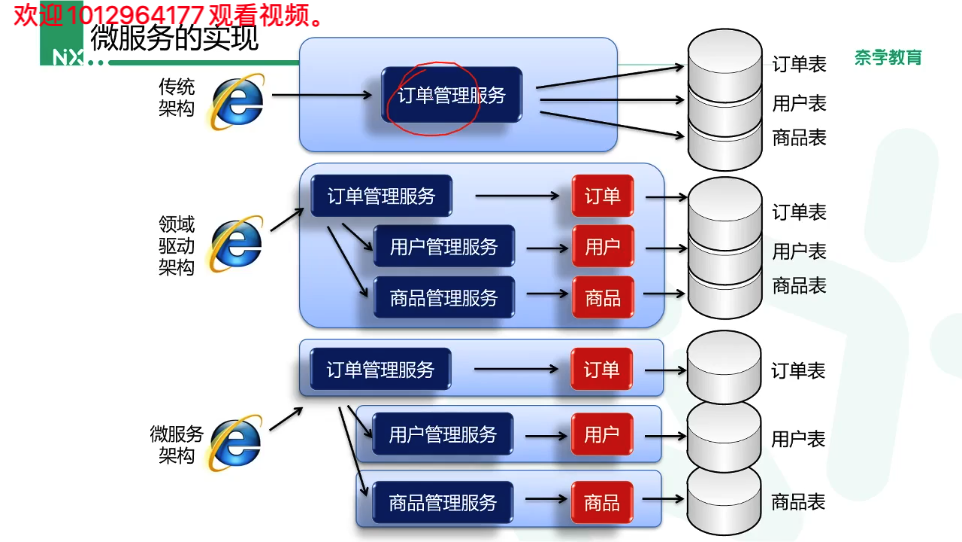 欢迎1012964177观看视频。
微服务的实现
NX
奈学教育
传统
架构
订单管理服务
订单表
用户表
商品表
领域
驱动
架构
订单管理服务
订单
用户管理服务
用户
商品管理服务
商品
订单表
用户表
商品表
微服务
架构
订单管理服务
订单
订单表
用户管理服务
用户
用户表
商品管理服务
商品
商品表